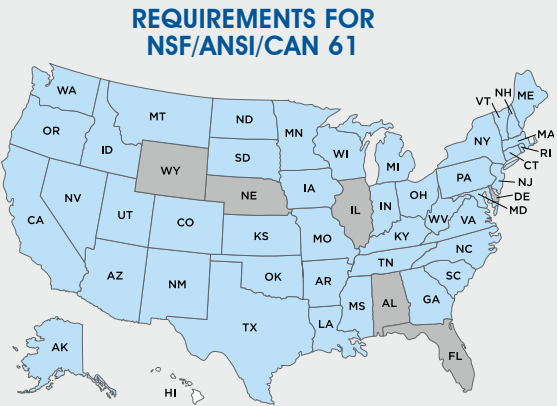 REQUIREMENTS FOR
NSF/ANSI/CAN 61
WA
OR
ID
MT
ND
MN
WY
SD
WI
MI
NE
IA
NV
UT
CO
CA
AZ
NM
KS
OK
TX
MO
AR
LA
IL
IN
OH
KY
TN
MS
AL
GA
FL
SC
NC
VA
WV
PA
NY
VT
NH
ME
MA
RI
CT
NJ
DE
MD
AK
HI